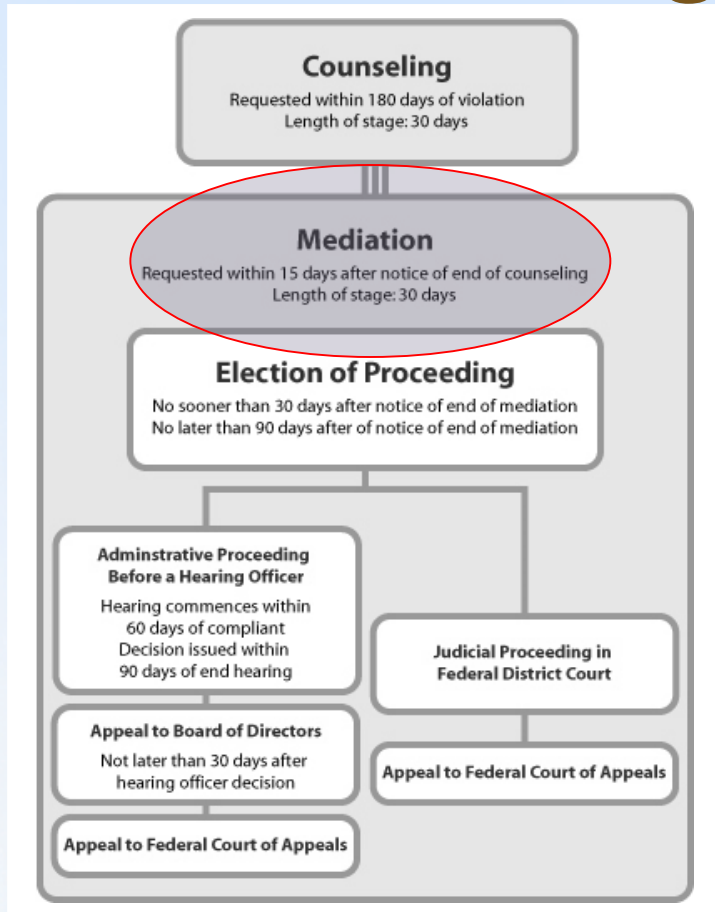 Counseling
Requested within 180 days of violation
Length of stage: 30 days
Mediation
Requested within 15 days after notice of end of counseling
Length of stage: 30 days
Election of Proceeding
No sooner than 30 days after notice of end of mediation
No later than 90 days after of notice of end of mediation
Adminstrative Proceeding
Before a Hearing Officer
Hearing commences within
60 days of compliant
Decision issued within
90 days of end hearing
Appeal to Board of Directors
Not later than 30 days after
hearing officer decision
Appeal to Federal Court of Appeals
Judicial Proceeding in
Federal District Court
Appeal to Federal Court of Appeals